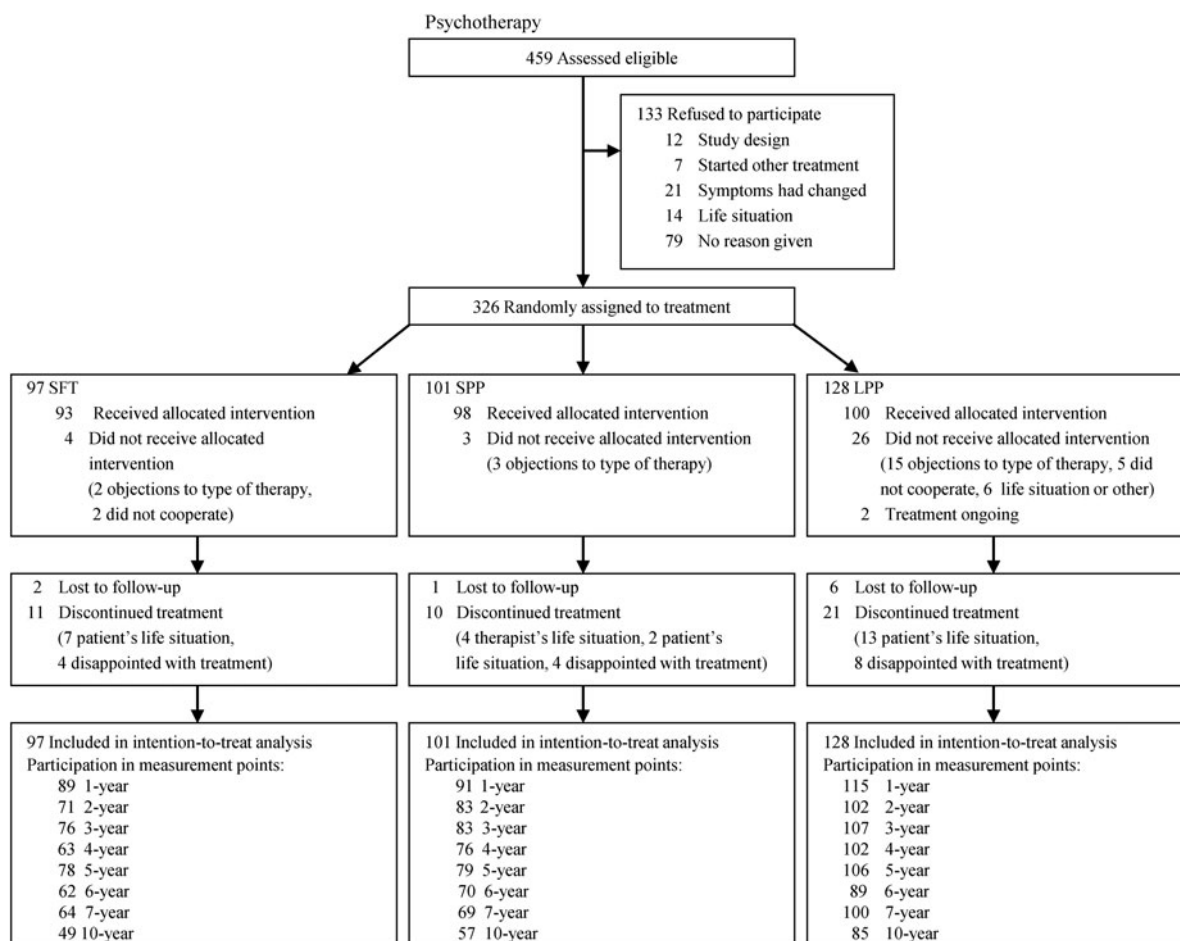 Psychotherapy
459 Assessed eligible
133 Refused to participate
12 Study design
7 Started other treatment
21 Symptoms had changed
14 Life situation
79 No reason given
326 Randomly assigned to treatment
97 SFT
93 Received allocated intervention
4 Did not receive allocated
intervention
(2 objections to type of therapy,
2 did not cooperate)
101 SPP
98 Received allocated intervention
3 Did not receive allocated intervention
(3 objections to type of therapy)
128 LPP
100 Received allocated intervention
26 Did not receive allocated intervention
(15 objections to type of therapy, 5 did
not cooperate, 6 life situation or other)
2 Treatment ongoing
2 Lost to follow-up
11 Discontinued treatment
(7 patient’s life situation,
4 disappointed with treatment)
1 Lost to follow-up
10 Discontinued treatment
(4 therapist’s life situation, 2 patient’s
life situation, 4 disappointed with treatment)
6 Lost to follow-up
21 Discontinued treatment
(13 patient’s life situation,
8 disappointed with treatment)
97 Included in intention-to-treat analysis
Participation in measurement points:
89 1-year
71 2-year
76 3-year
63 4-year
78 5-year
62 6-year
64 7-year
49 10-year
101 Included in intention-to-treat analysis
Participation in measurement points:
91 1-year
83 2-year
83 3-year
76 4-year
79 5-year
70 6-year
69 7-year
57 10-year
128 Included in intention-to-treat analysis
Participation in measurement points:
115 1-year
102 2-year
107 3-year
102 4-year
106 5-year
89 6-year
100 7-year
85 10-year